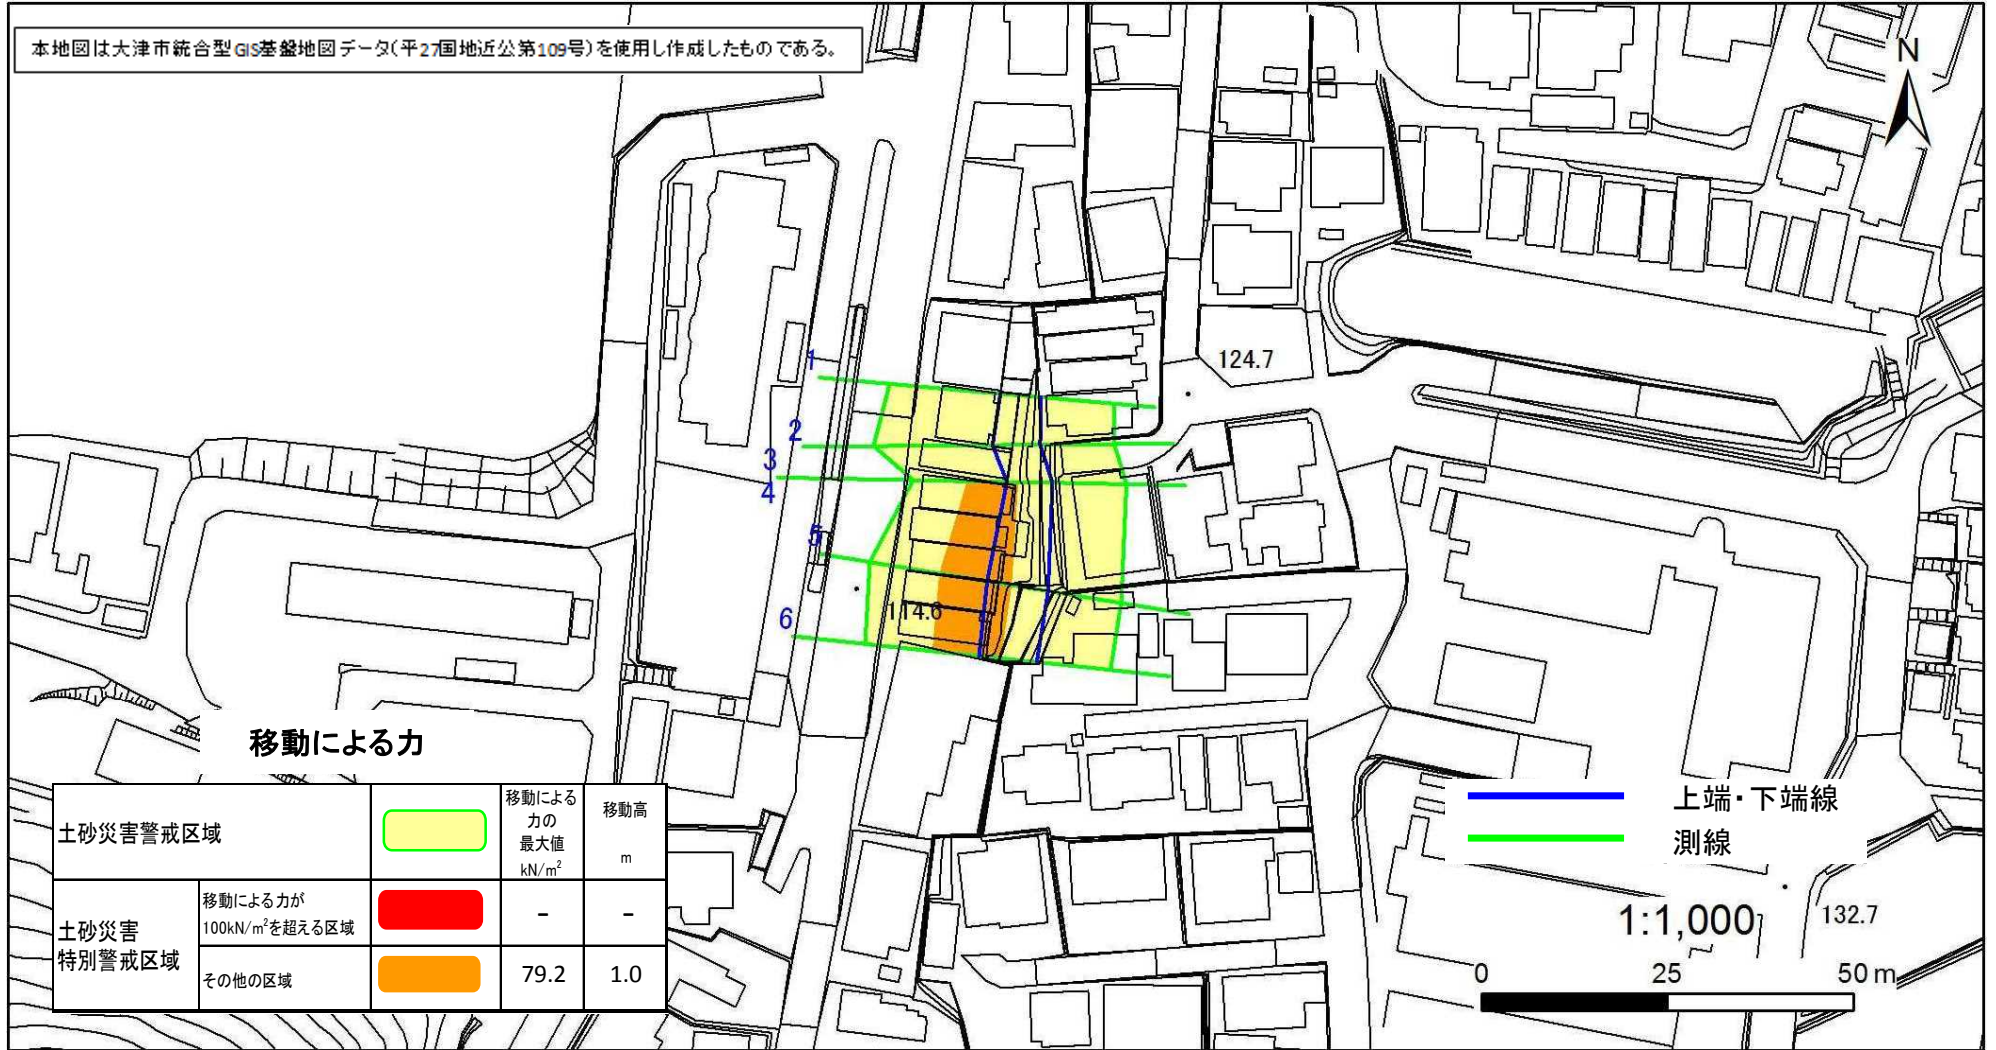 本地図は大津市統合型GIS基盤地図データ(平27国地近公第109号)を使用し作成したものである。
N
124.7
1
2
3
4
5
6
114.6
移動による力
土砂災害警戒区域
移動による
力の
最大値
kN/m²
移動高
m
土砂災害
特別警戒区域
移動による力が
100kN/m²を超える区域
-
-
その他の区域
79.2
1.0
上端・下端線
測線
1:1,000
132.7
0 25 50 m